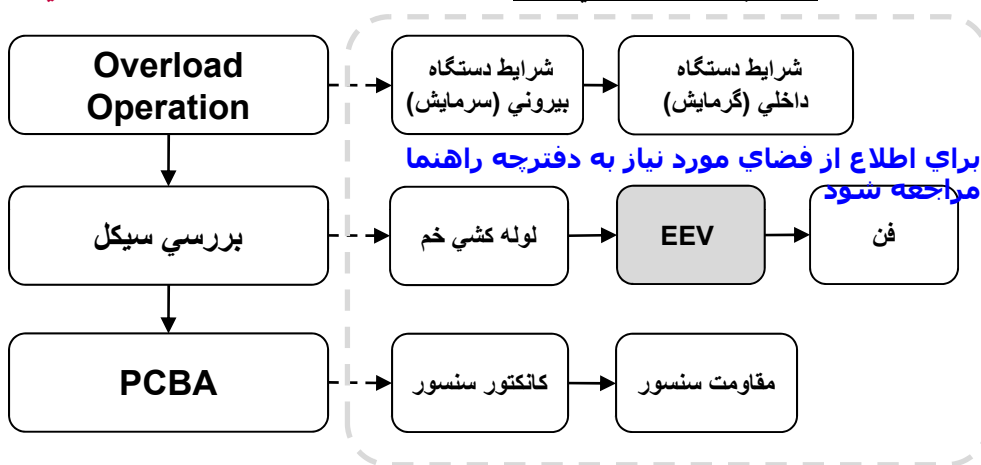 Overload
Operation
شرايط دستگاه
بيروني (سرمايش)
شرايط دستگاه
داخلي (گرمايش)
براي اطلاع از فضاي مورد نياز به دفترچه راهنما
مراجعه شود
بررسي سيكل
لوله كشي خم
EEV
فن
PCBA
كانكتور سنسور
مقاومت سنسور